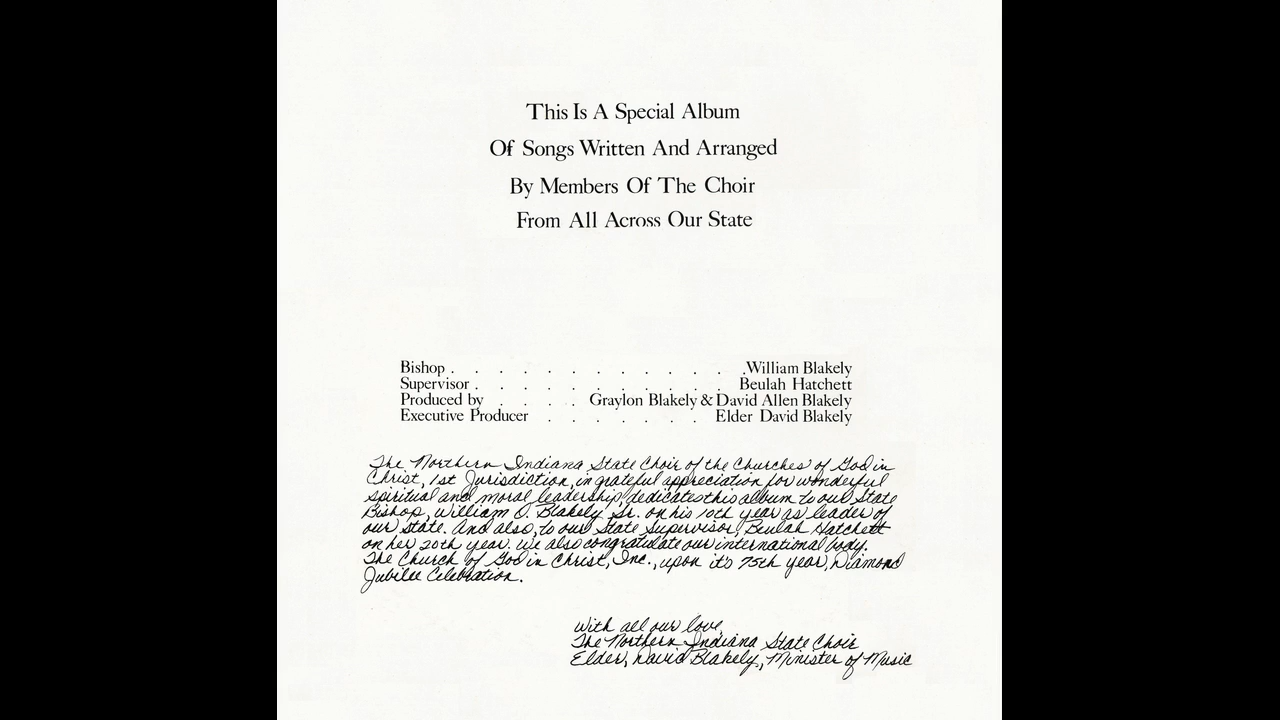 This Is A Special Album
Of Songs Written And Arranged
By Members Of The Choir
From All Across Our State
Bishop . . . . . . . . . . . . .William Blakely
Supervisor . . . . . . . . . . . Beulah Hatchett
Produced by . . . . Graylon Blakely & David Allen Blakely
Executive Producer . . . . . . . Elder David Blakely
The Northern Indiana State Choir of the Churches' of God in
Christ, 1st Jurisdiction, in grateful appreciation for wonderful
spiritual and moral leadership, dedicates this album to our State
Bishop, William O. Blakely Sr. on his 10th year as leader of
our state. And also, to our State Supervisor, Beulah Hatchett
on her 20th year. We also congratulate our international body.
The Church of God in Christ, Inc., upon it's 75th year, Diamond
Jubilee Celebration.
With all our love,
The Northern Indiana State Choir
Elder, David Blakely, Minister of Music